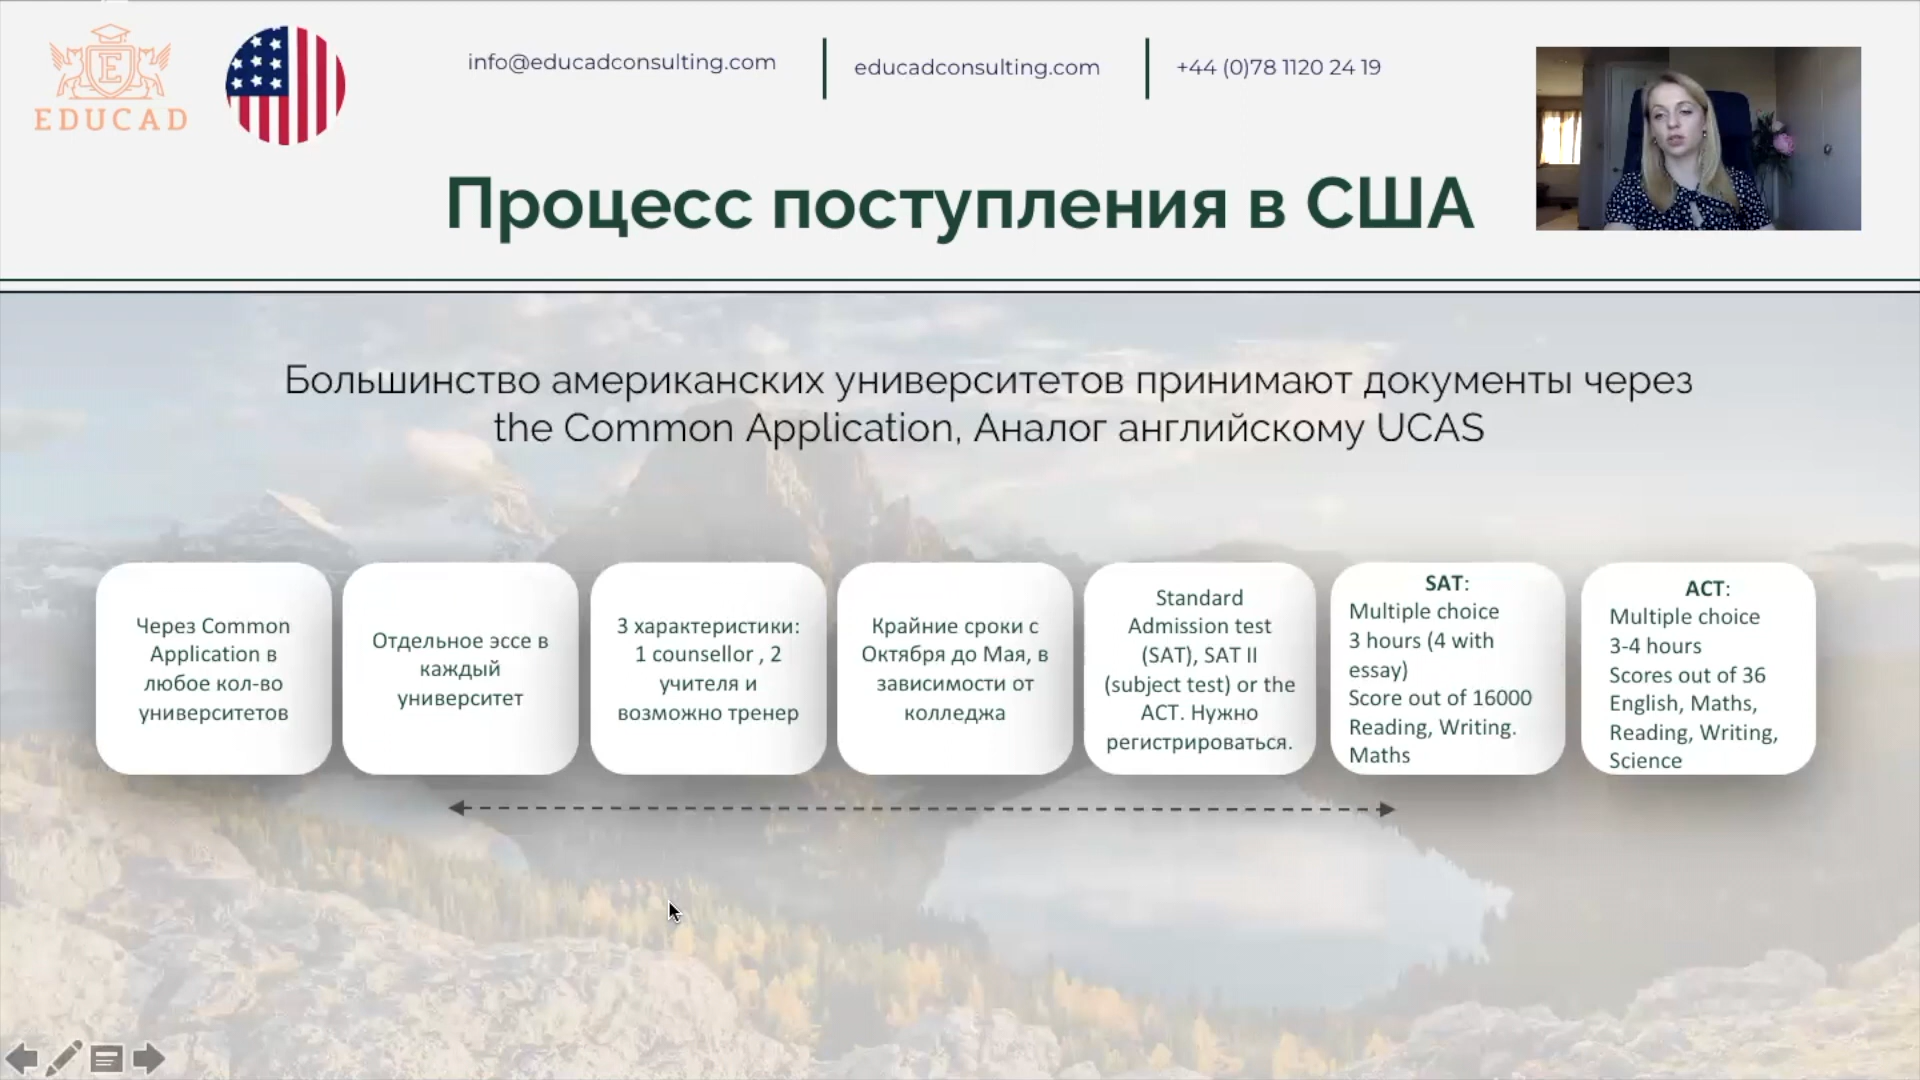 EDUCAD
info@educadconsulting.com
educadconsulting.com
+44 (0)78 1120 24 19
Процесс поступления в США
Большинство американских университетов принимают документы через
the Common Application, Аналог английскому UCAS
Через Common
Application в
любое кол-во
университетов
Отдельное эссе в
каждый
университет
3 характеристики:
1 counsellor , 2
учителя и
возможно тренер
Крайние сроки с
Октября до Мая, в
зависимости от
колледжа
Standard
Admission test
(SAT), SAT II
(subject test) or the
ACT. Нужно
регистрироваться.
SAT:
Multiple choice
3 hours (4 with
essay)
Score out of 16000
Reading, Writing.
Maths
ACT:
Multiple choice
3-4 hours
Scores out of 36
English, Maths,
Reading, Writing,
Science